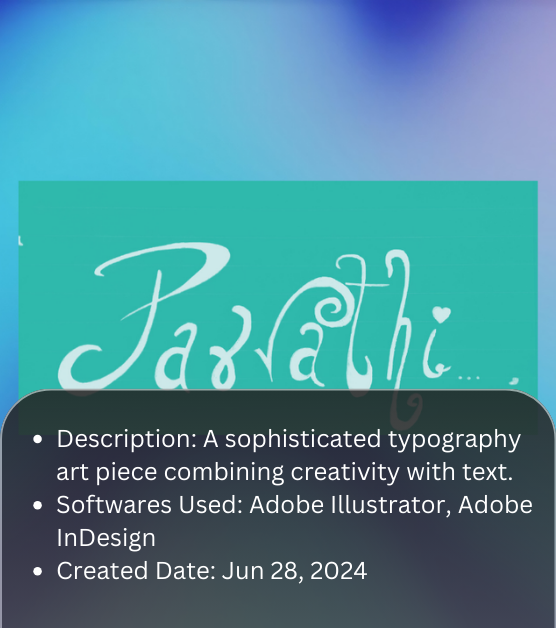 Parvathi...
• Description: A sophisticated typography
art piece combining creativity with text.
• Softwares Used: Adobe Illustrator, Adobe
InDesign
• Created Date: Jun 28, 2024